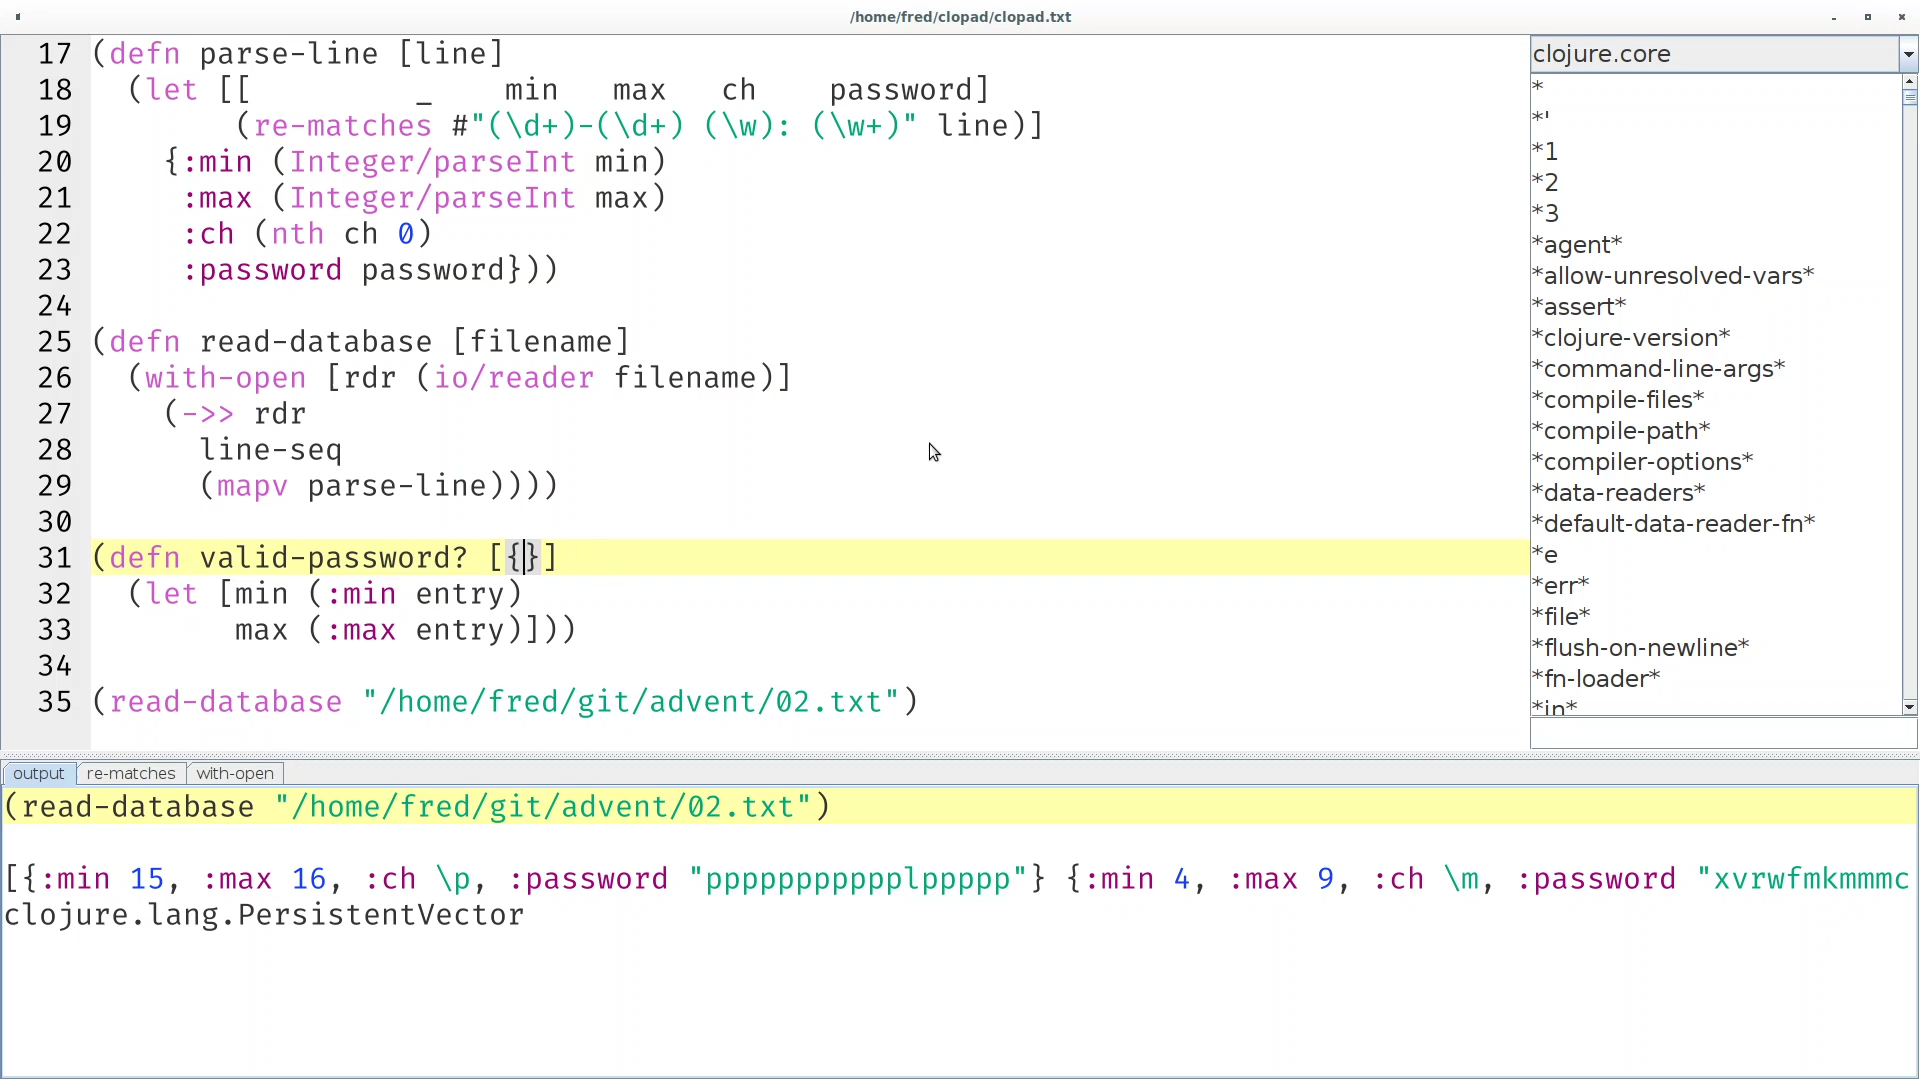 /home/fred/clopad/clopad.txt
17 (defn parse-line [line]
18   (let [[         _    min   max   ch    password]
19         (re-matches #"(\d+)-(\d+) (\w): (\w+)" line)]
20     {:min (Integer/parseInt min)
21      :max (Integer/parseInt max)
22      :ch (nth ch 0)
23      :password password}))
24
25 (defn read-database [filename]
26   (with-open [rdr (io/reader filename)]
27     (->> rdr
28       line-seq
29       (mapv parse-line))))
30
31 (defn valid-password? [{}]
32   (let [min (:min entry)
33         max (:max entry)]))
34
35 (read-database "/home/fred/git/advent/02.txt")
clojure.core
*
*'
*1
*2
*3
*agent*
*allow-unresolved-vars*
*assert*
*clojure-version*
*command-line-args*
*compile-files*
*compile-path*
*compiler-options*
*data-readers*
*default-data-reader-fn*
*e
*err*
*file*
*flush-on-newline*
*fn-loader*
*in*
output re-matches with-open
(read-database "/home/fred/git/advent/02.txt")
[{:min 15, :max 16, :ch \p, :password "pppppppppppplppppp"} {:min 4, :max 9, :ch \m, :password "xvrwfmkmmmc
clojure.lang.PersistentVector